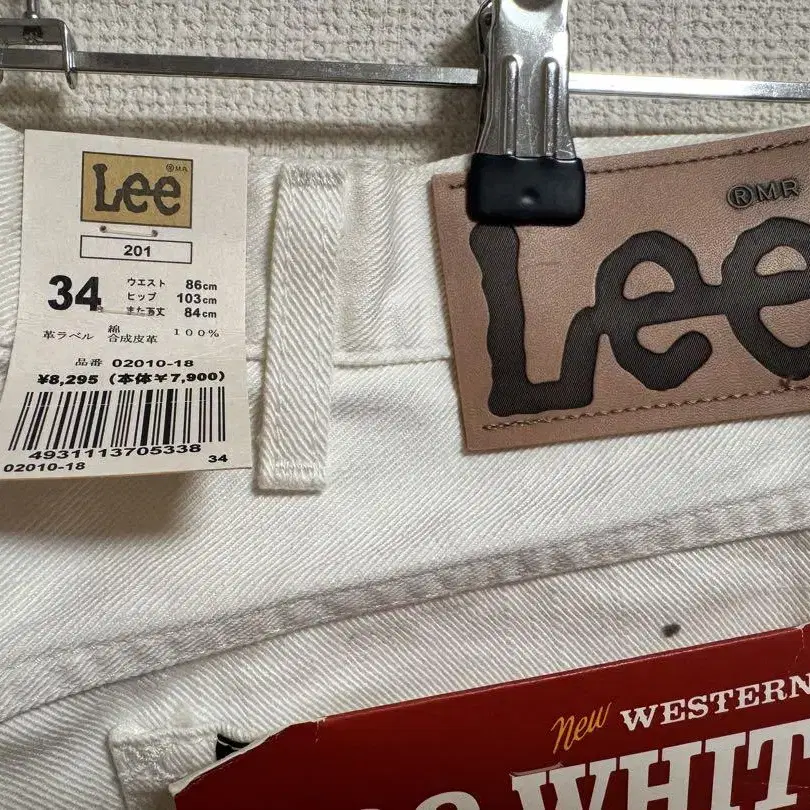 Lee
®M.R.
201
34
ウエスト 86cm
ヒップ 103cm
また下丈 84cm
革ラベル 綿 100%
合成皮革
品番 02010-18
¥8,295 (本体¥7,900)
4931113705338
02010-18 34
®MR
Lee
New WESTERN
WHIT